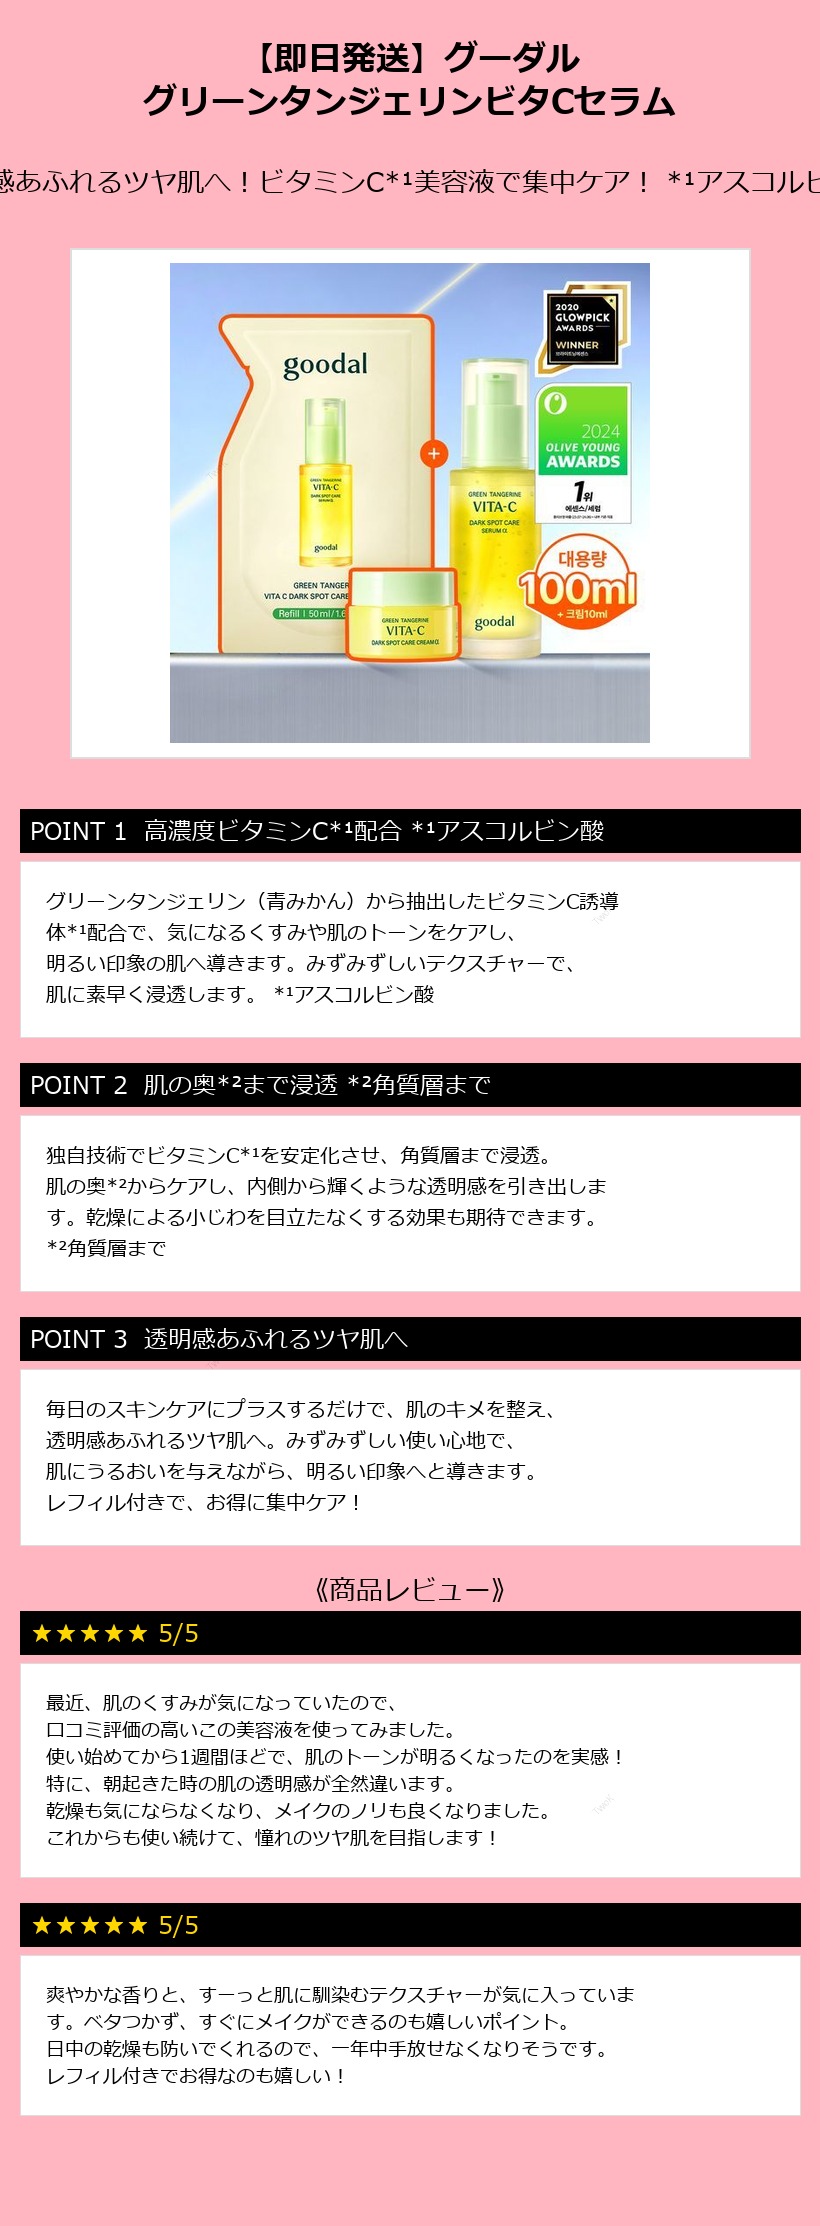 【即日発送】グーダル
グリーンタンジェリンビタCセラム
感あふれるツヤ肌へ！ビタミンC*¹美容液で集中ケア！ *¹アスコルビ
goodal
GREEN TANGERINE
VITA-C
DARK SPOT CARE
SERUM α
goodal
GREEN TANGER
VITA C DARK SPOT CARE
Refill | 50ml/1.6
+
GREEN TANGERINE
VITA-C
DARK SPOT CARE CREAM α
GREEN TANGERINE
VITA-C
DARK SPOT CARE
SERUM α
goodal
2020
GLOWPICK
AWARDS
WINNER
브라이트닝에센스
2024
OLIVE YOUNG
AWARDS
1위
에센스/세럼
대용량
100ml
+ 크림10ml
POINT 1 高濃度ビタミンC*¹配合 *¹アスコルビン酸
グリーンタンジェリン（青みかん）から抽出したビタミンC誘導
体*¹配合で、気になるくすみや肌のトーンをケアし、
明るい印象の肌へ導きます。みずみずしいテクスチャーで、
肌に素早く浸透します。 *¹アスコルビン酸
POINT 2 肌の奥*²まで浸透 *²角質層まで
独自技術でビタミンC*¹を安定化させ、角質層まで浸透。
肌の奥*²からケアし、内側から輝くような透明感を引き出しま
す。乾燥による小じわを目立たなくする効果も期待できます。
*²角質層まで
POINT 3 透明感あふれるツヤ肌へ
毎日のスキンケアにプラスするだけで、肌のキメを整え、
透明感あふれるツヤ肌へ。みずみずしい使い心地で、
肌にうるおいを与えながら、明るい印象へと導きます。
レフィル付きで、お得に集中ケア！
《商品レビュー》
★★★★★ 5/5
最近、肌のくすみが気になっていたので、
口コミ評価の高いこの美容液を使ってみました。
使い始めてから1週間ほどで、肌のトーンが明るくなったのを実感！
特に、朝起きた時の肌の透明感が全然違います。
乾燥も気にならなくなり、メイクのノリも良くなりました。
これからも使い続けて、憧れのツヤ肌を目指します！
★★★★★ 5/5
爽やかな香りと、すーっと肌に馴染むテクスチャーが気に入っていま
す。ベタつかず、すぐにメイクができるのも嬉しいポイント。
日中の乾燥も防いでくれるので、一年中手放せなくなりそうです。
レフィル付きでお得なのも嬉しい！